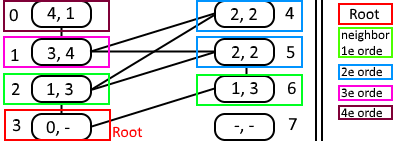 0 4, 1 2, 2 4
1 3, 4 2, 2 5
2 1, 3 1, 3 6
3 0, - Root -, - 7
Root
neighbor
1e orde
2e orde
3e orde
4e orde